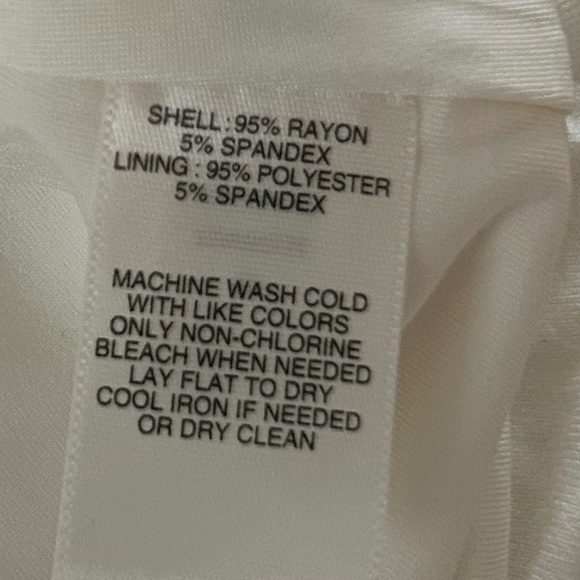 SHELL : 95% RAYON
5% SPANDEX
LINING : 95% POLYESTER
5% SPANDEX
MACHINE WASH COLD
WITH LIKE COLORS
ONLY NON-CHLORINE
BLEACH WHEN NEEDED
LAY FLAT TO DRY
COOL IRON IF NEEDED
OR DRY CLEAN